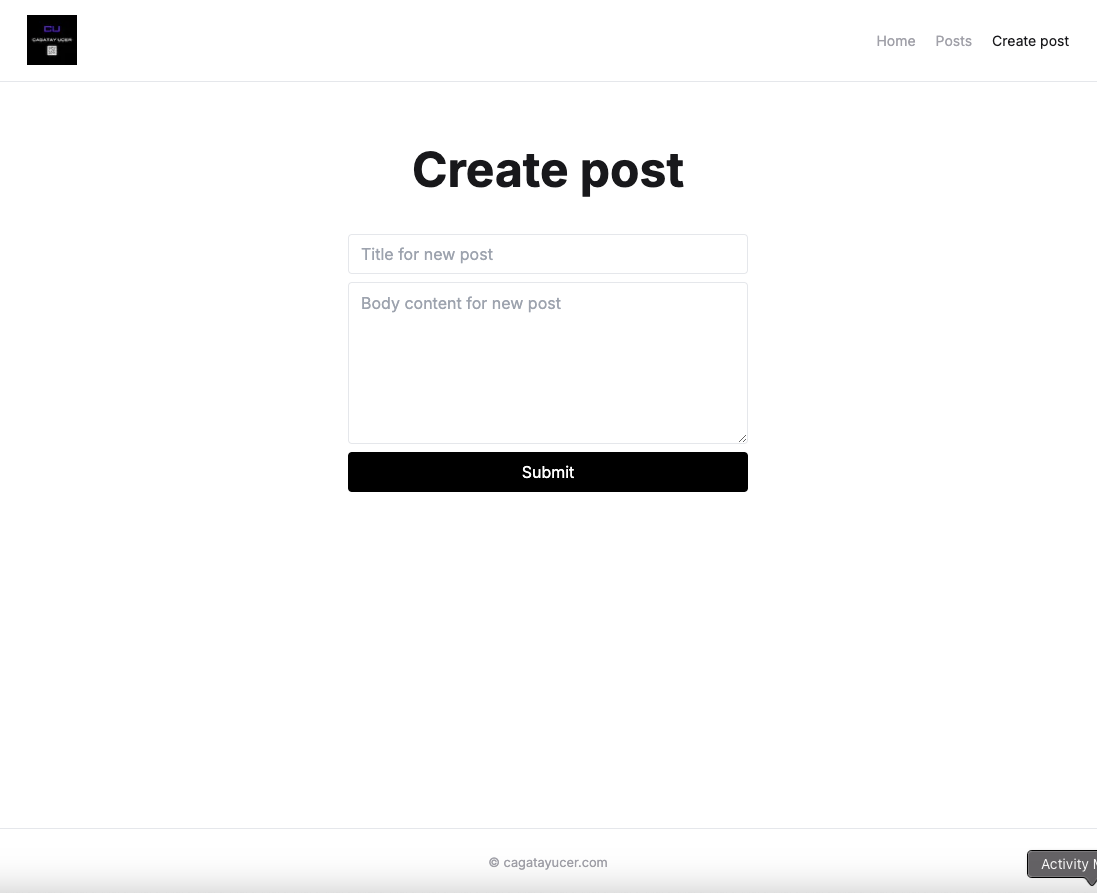 CU
CAGATAY UCER
Home Posts Create post
Create post
Title for new post
Body content for new post
Submit
© cagatayucer.com
Activity